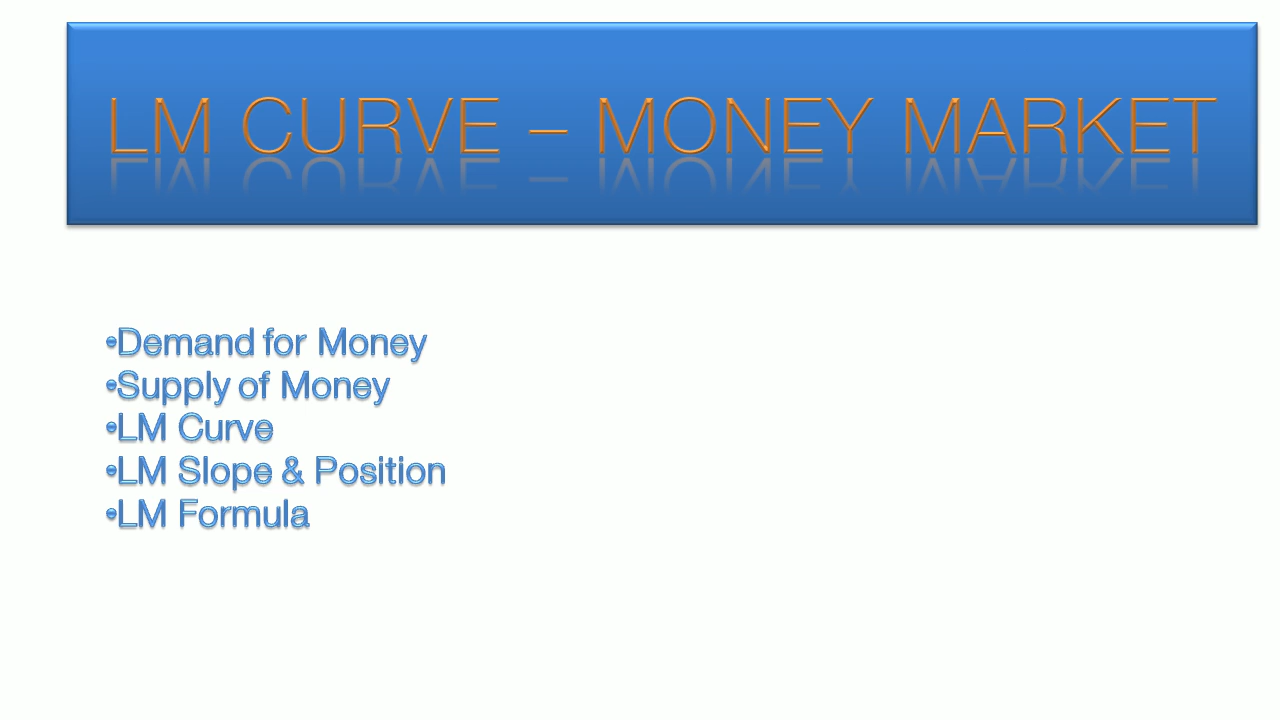 LM CURVE – MONEY MARKET
•Demand for Money
•Supply of Money
•LM Curve
•LM Slope & Position
•LM Formula